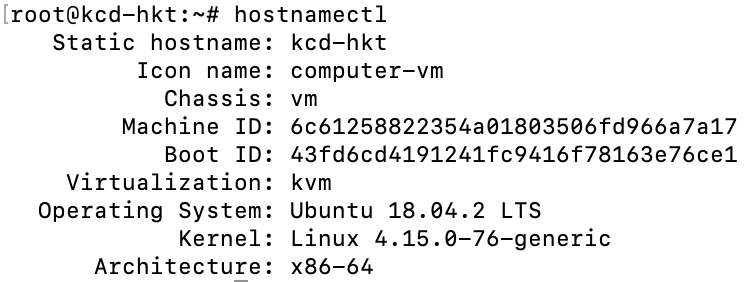 [root@kcd-hkt:~# hostnamectl
Static hostname: kcd-hkt
Icon name: computer-vm
Chassis: vm
Machine ID: 6c61258822354a01803506fd966a7a17
Boot ID: 43fd6cd4191241fc9416f78163e76ce1
Virtualization: kvm
Operating System: Ubuntu 18.04.2 LTS
Kernel: Linux 4.15.0-76-generic
Architecture: x86-64